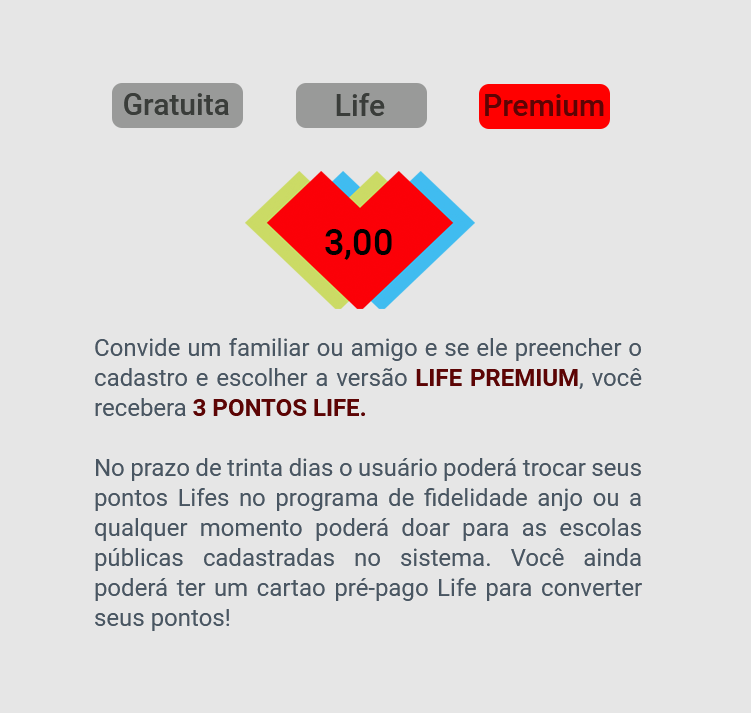 Gratuita
Life
Premium
3,00
Convide um familiar ou amigo e se ele preencher o
cadastro e escolher a versão LIFE PREMIUM, você
recebera 3 PONTOS LIFE.
No prazo de trinta dias o usuário poderá trocar seus
pontos Lifes no programa de fidelidade anjo ou a
qualquer momento poderá doar para as escolas
públicas cadastradas no sistema. Você ainda
poderá ter um cartao pré-pago Life para converter
seus pontos!